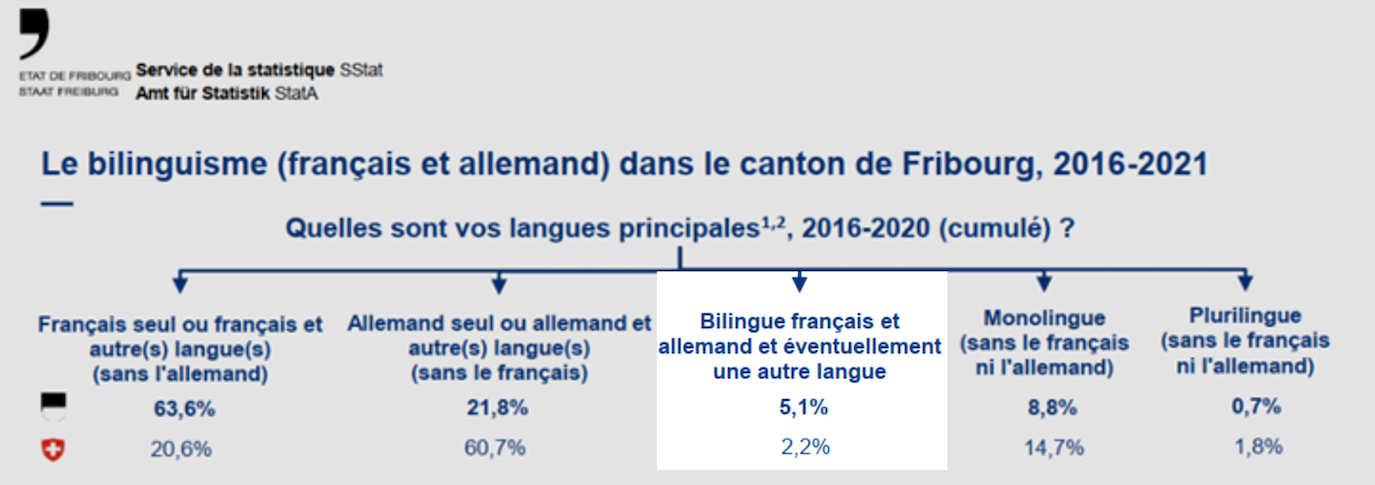 ETAT DE FRIBOURG
STAAT FREIBURG
Service de la statistique SStat
Amt für Statistik StatA
Le bilinguisme (français et allemand) dans le canton de Fribourg, 2016-2021
Quelles sont vos langues principales¹,², 2016-2020 (cumulé) ?
Français seul ou français et
autre(s) langue(s)
(sans l'allemand)
Allemand seul ou allemand et
autre(s) langue(s)
(sans le français)
Bilingue français et
allemand et éventuellement
une autre langue
Monolingue
(sans le français
ni l'allemand)
Plurilingue
(sans le français
ni l'allemand)
63,6% 21,8% 5,1% 8,8% 0,7%
20,6% 60,7% 2,2% 14,7% 1,8%